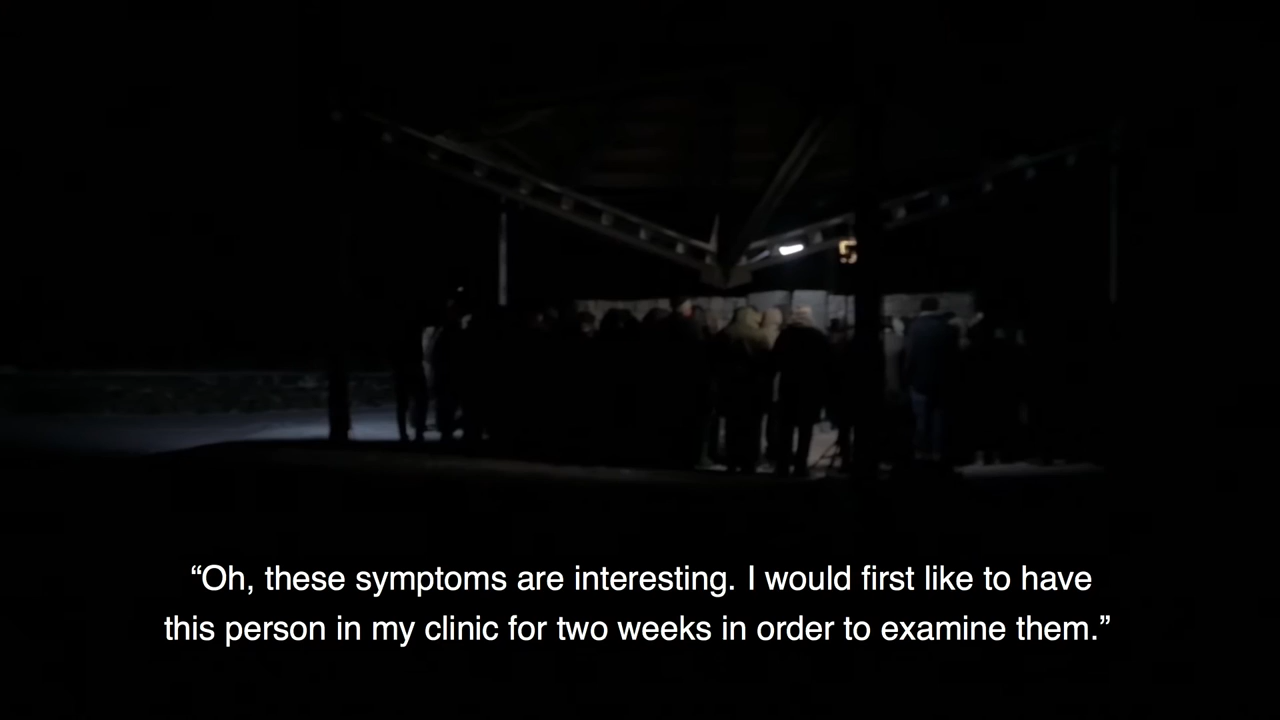 5
“Oh, these symptoms are interesting. I would first like to have
this person in my clinic for two weeks in order to examine them.”